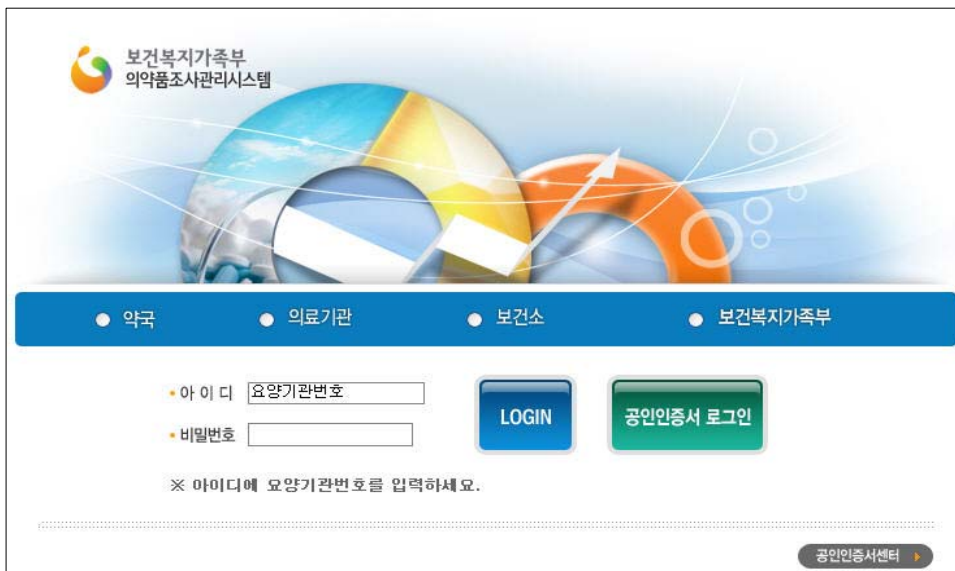 보건복지가족부
의약품조사관리시스템
약국 의료기관 보건소 보건복지가족부
아 이 디 요양기관번호
비밀번호
LOGIN 공인인증서 로그인
※ 아이디에 요양기관번호를 입력하세요.
공인인증서센터